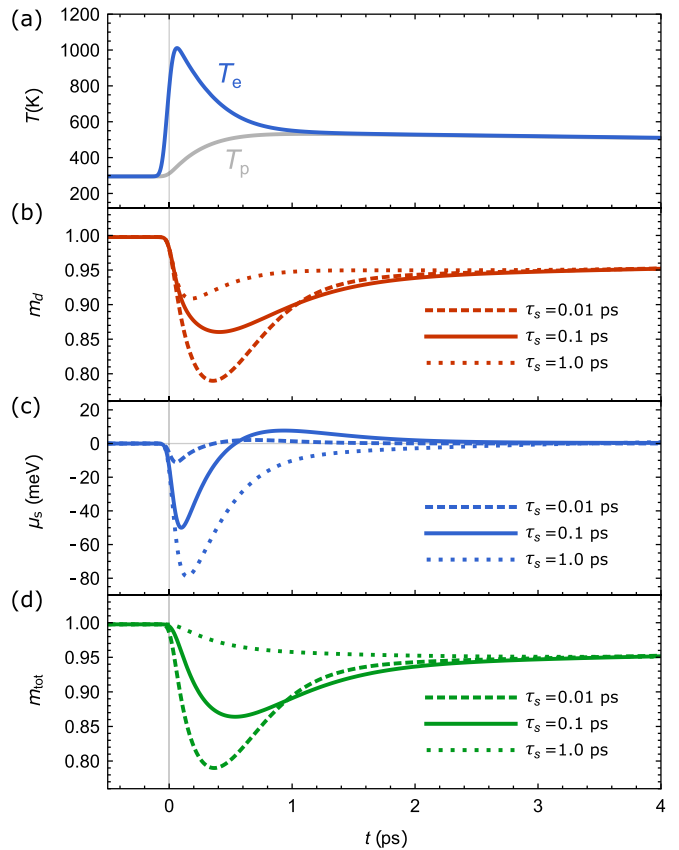 (a)
1200
1000
800
600
400
200
T(K)
Te
Tp
(b)
1.00
0.95
0.90
0.85
0.80
md
τs=0.01 ps
τs=0.1 ps
τs=1.0 ps
(c)
20
0
-20
-40
-60
-80
μs (meV)
τs=0.01 ps
τs=0.1 ps
τs=1.0 ps
(d)
1.00
0.95
0.90
0.85
0.80
mtot
τs=0.01 ps
τs=0.1 ps
τs=1.0 ps
0 1 2 3 4
t (ps)